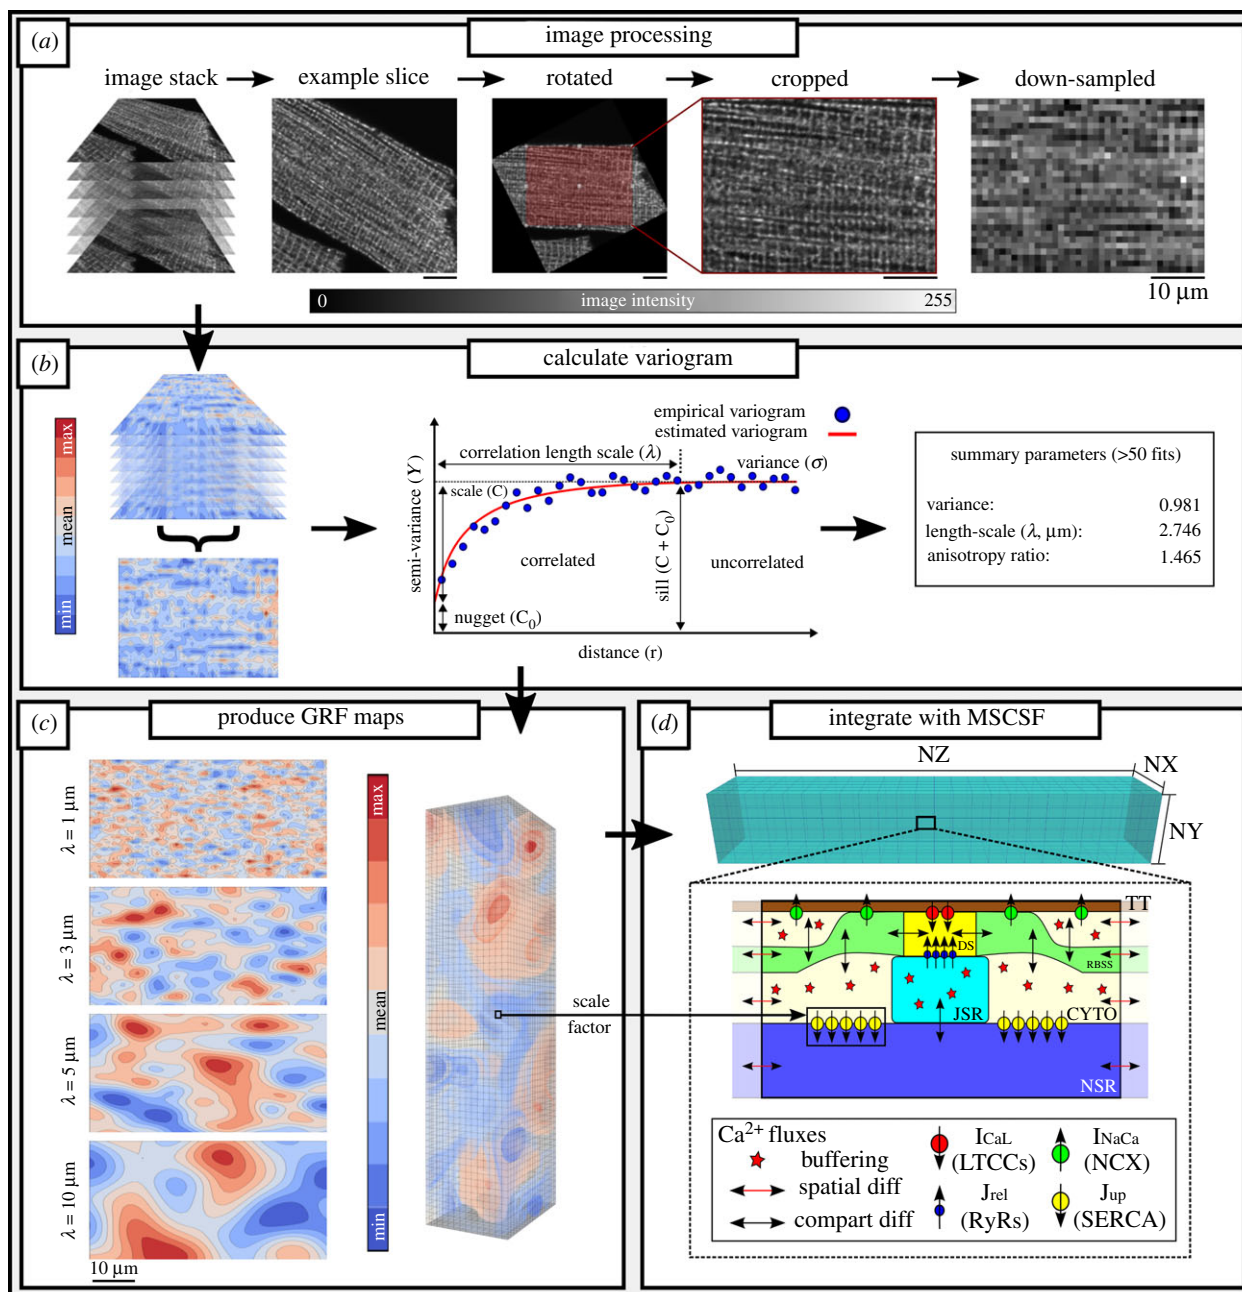 (a)
image processing
image stack
example slice
rotated
cropped
down-sampled
0
image intensity
255
10 µm
(b)
calculate variogram
max
mean
min
empirical variogram
estimated variogram
correlation length scale (λ)
variance (σ)
scale (C)
semi-variance (Y)
correlated
sill (C + C₀)
uncorrelated
nugget (C₀)
distance (r)
summary parameters (>50 fits)
variance: 0.981
length-scale (λ, µm): 2.746
anisotropy ratio: 1.465
(c)
produce GRF maps
λ = 1 µm
λ = 3 µm
λ = 5 µm
λ = 10 µm
10 µm
max
mean
min
scale
factor
(d)
integrate with MSCSF
NZ
NX
NY
TT
DS
RBSS
JSR
CYTO
NSR
Ca²⁺ fluxes
buffering
spatial diff
compart diff
I_CaL
(LTCCs)
I_NaCa
(NCX)
J_rel
(RyRs)
J_up
(SERCA)